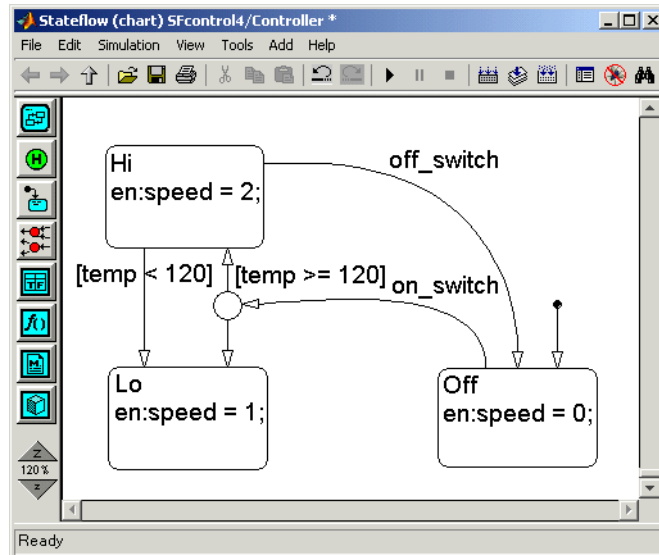 Stateflow (chart) SFcontrol4/Controller *
File Edit Simulation View Tools Add Help
Hi
en:speed = 2;
off_switch
[temp < 120]
[temp >= 120]
on_switch
Lo
en:speed = 1;
Off
en:speed = 0;
H
TF
f()
M
Z
120%
z
Ready